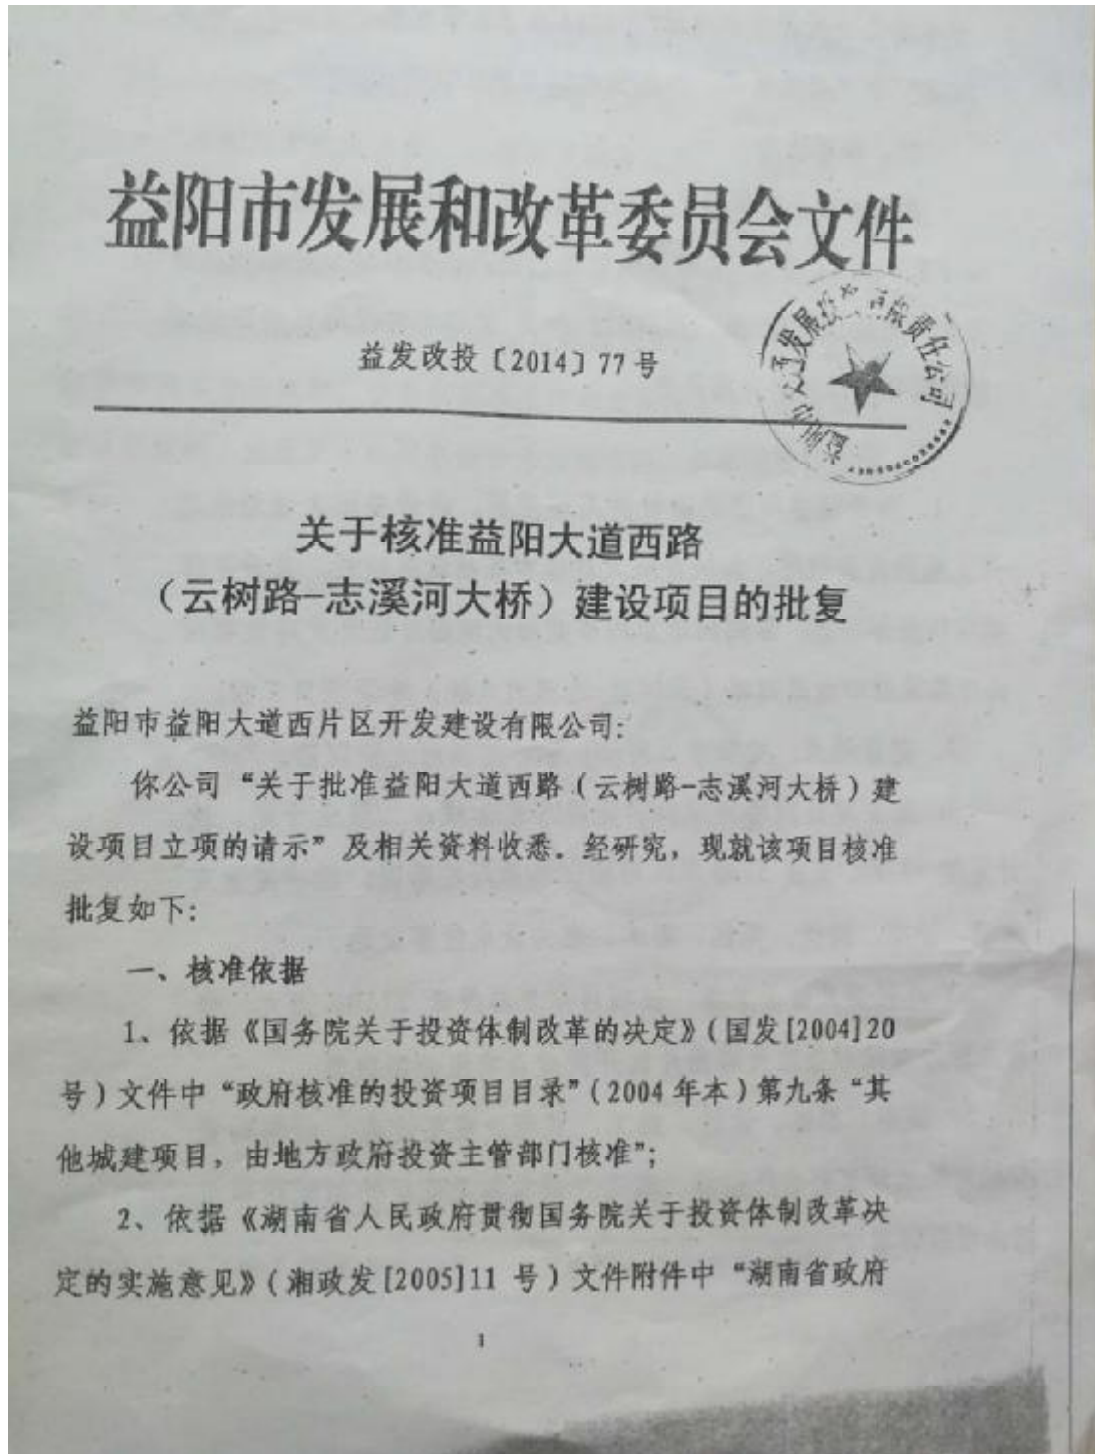 益阳市发展和改革委员会文件
益发改投〔2014〕77号
发展投 有限责任公司
关于核准益阳大道西路
（云树路-志溪河大桥）建设项目的批复
益阳市益阳大道西片区开发建设有限公司:
你公司“关于批准益阳大道西路（云树路-志溪河大桥）建
设项目立项的请示”及相关资料收悉。经研究，现就该项目核准
批复如下:
一、核准依据
1、依据《国务院关于投资体制改革的决定》（国发[2004]20
号）文件中“政府核准的投资项目目录”（2004年本）第九条“其
他城建项目，由地方政府投资主管部门核准”;
2、依据《湖南省人民政府贯彻国务院关于投资体制改革决
定的实施意见》（湘政发[2005]11 号）文件附件中“湖南省政府
1